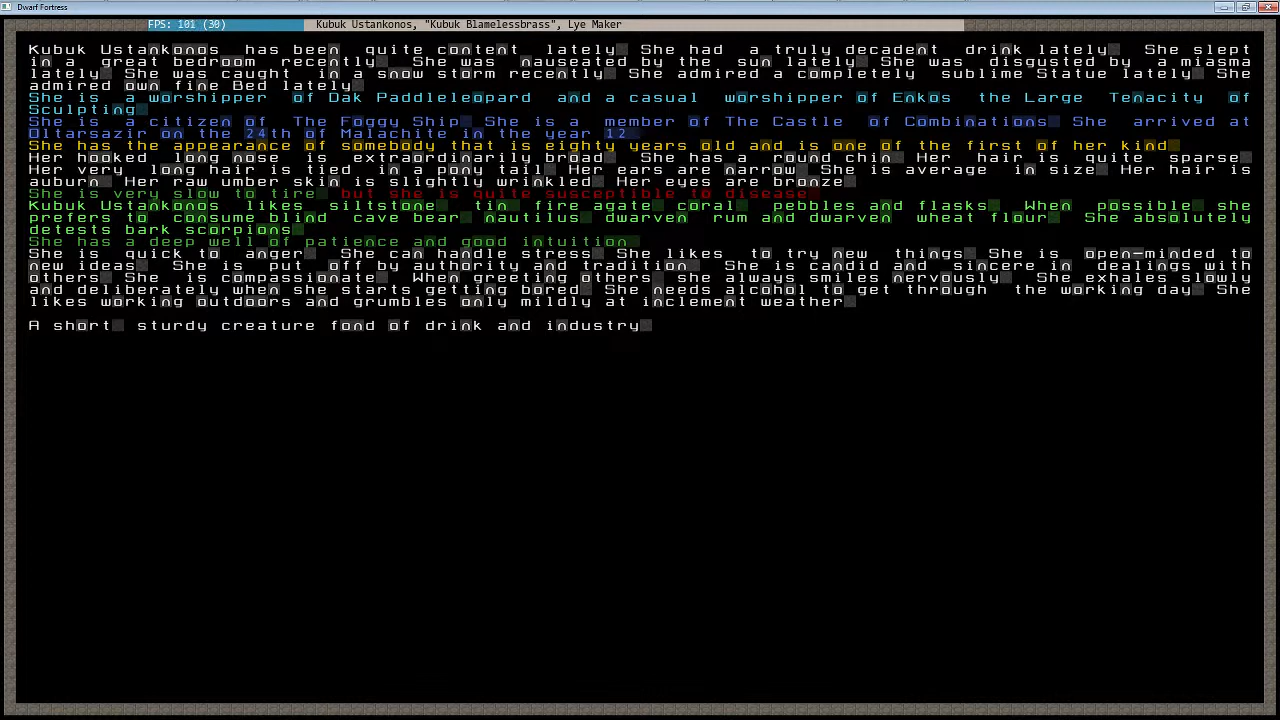 Dwarf Fortress
FPS: 101 (30) Kubuk Ustankonos, "Kubuk Blamelessbrass", Lye Maker
Kubuk Ustankonos has been quite content lately. She had a truly decadent drink lately. She slept
in a great bedroom recently. She was nauseated by the sun lately. She was disgusted by a miasma
lately. She was caught in a snow storm recently. She admired a completely sublime Statue lately. She
admired own fine Bed lately.
She is a worshipper of Dak Paddleleopard and a casual worshipper of Enkos the Large Tenacity of
Sculpting.
She is a citizen of The Foggy Ship. She is a member of The Castle of Combinations. She arrived at
Oltarsazir on the 24th of Malachite in the year 12.
She has the appearance of somebody that is eighty years old and is one of the first of her kind.
Her hooked long nose is extraordinarily broad. She has a round chin. Her hair is quite sparse.
Her very long hair is tied in a pony tail. Her ears are narrow. She is average in size. Her hair is
auburn. Her raw umber skin is slightly wrinkled. Her eyes are bronze.
She is very slow to tire, but she is quite susceptible to disease.
Kubuk Ustankonos likes siltstone, tin, fire agate, coral, pebbles and flasks. When possible, she
prefers to consume blind cave bear, nautilus, dwarven rum and dwarven wheat flour. She absolutely
detests bark scorpions.
She has a deep well of patience and good intuition.
She is quick to anger. She can handle stress. She likes to try new things. She is open-minded to
new ideas. She is put off by authority and tradition. She is candid and sincere in dealings with
others. She is compassionate. When greeting others, she always smiles nervously. She exhales slowly
and deliberately when she starts getting bored. She needs alcohol to get through the working day. She
likes working outdoors and grumbles only mildly at inclement weather.
A short, sturdy creature fond of drink and industry.